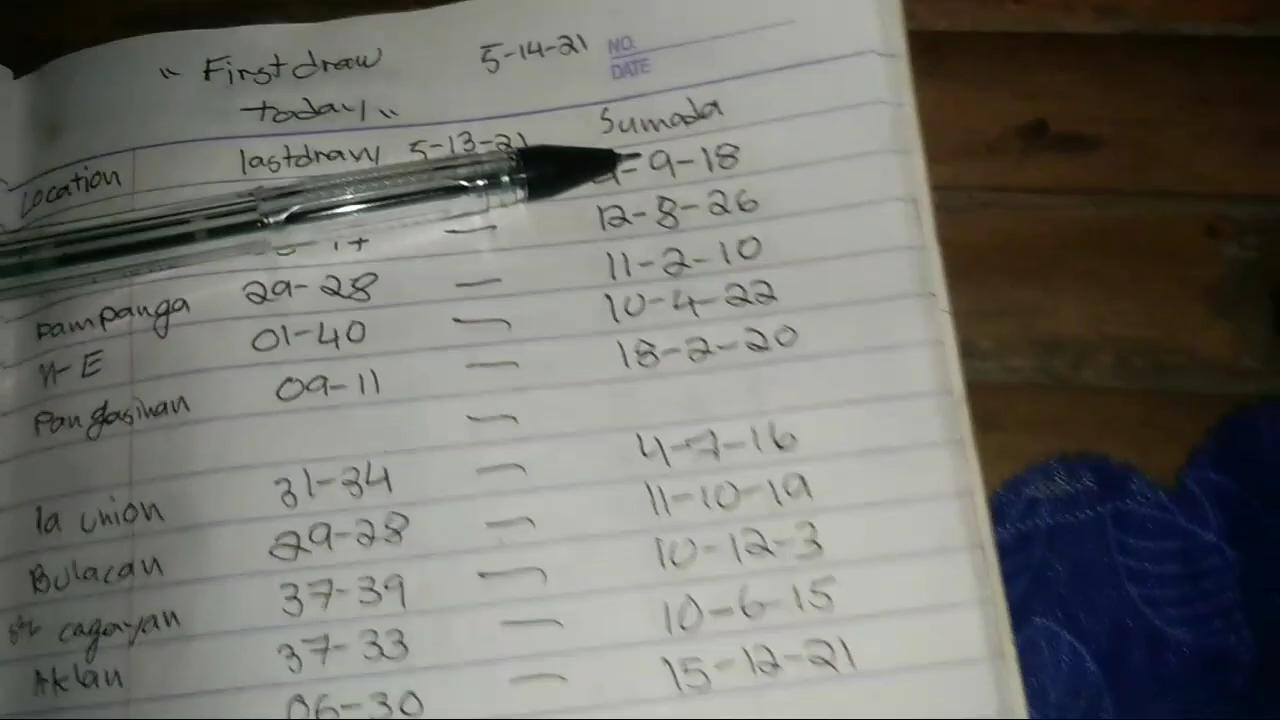 " First draw 5-14-21 NO.
today " DATE
Location lastdraw 5-13-21 Sumada
-9-18
— 12-8-26
Pampanga 29-28 — 11-2-10
N-E 01-40 — 10-4-22
Pangasinan 09-11 — 18-2-20
—
la union 31-34 — 4-7-16
Bulacan 29-28 — 11-10-19
cagayan 37-39 — 10-12-3
Aklan 37-33 — 10-6-15
06-30 — 15-12-21